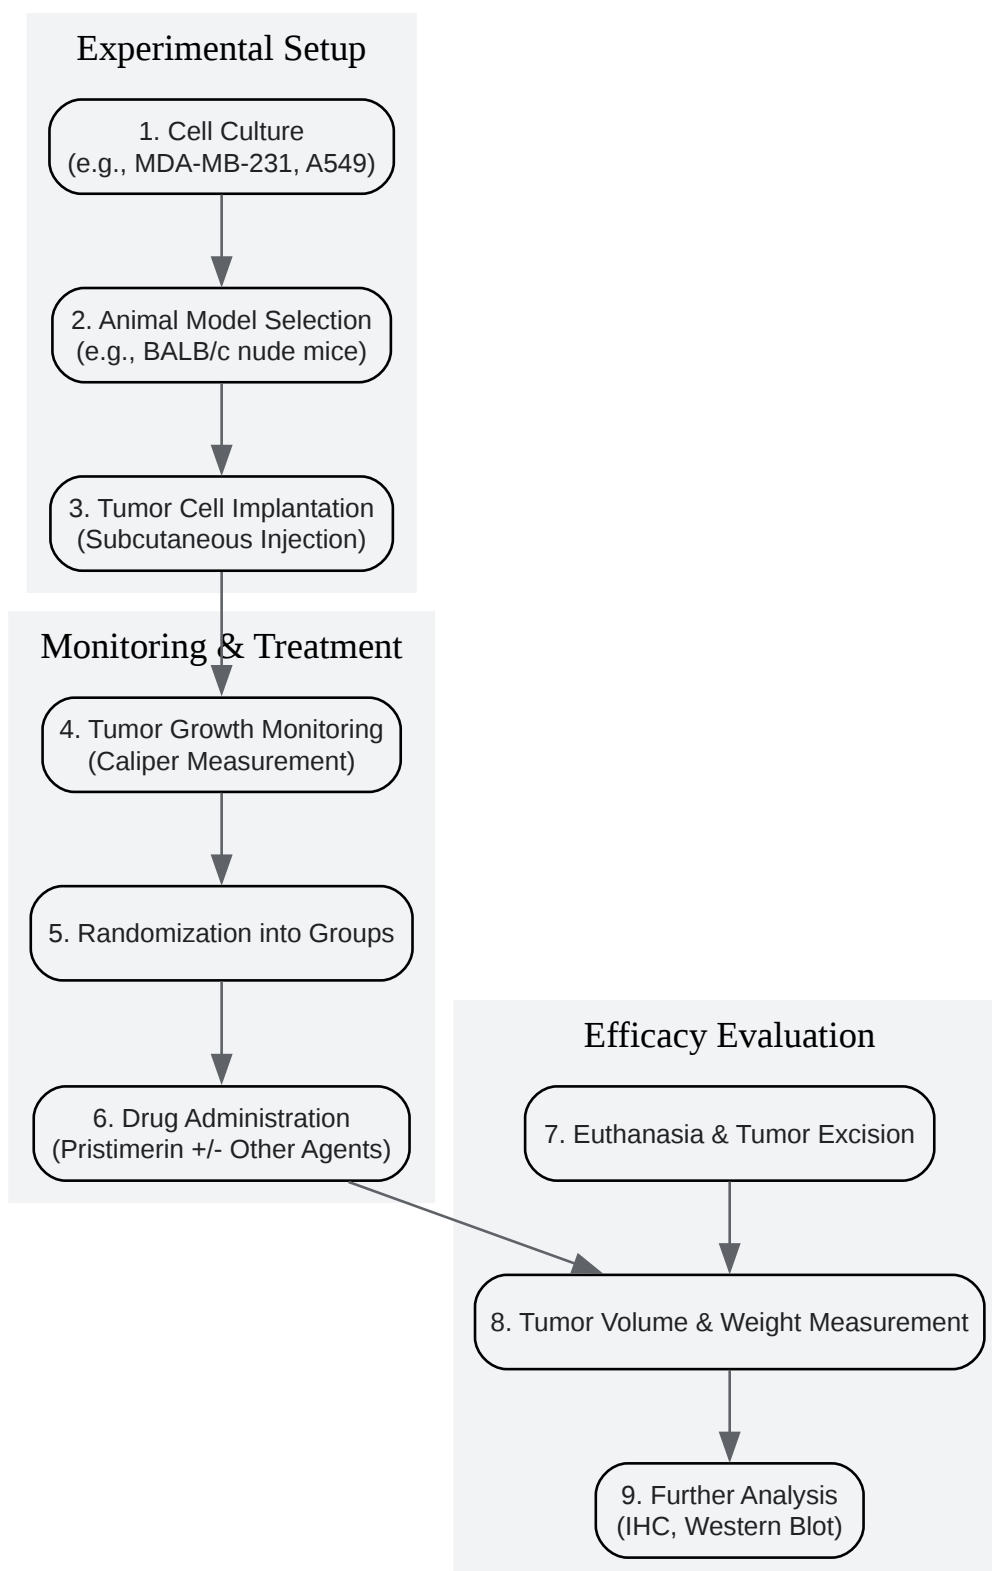 Experimental Setup
1. Cell Culture
(e.g., MDA-MB-231, A549)
2. Animal Model Selection
(e.g., BALB/c nude mice)
3. Tumor Cell Implantation
(Subcutaneous Injection)
Monitoring & Treatment
4. Tumor Growth Monitoring
(Caliper Measurement)
5. Randomization into Groups
6. Drug Administration
(Pristimerin +/- Other Agents)
Efficacy Evaluation
7. Euthanasia & Tumor Excision
8. Tumor Volume & Weight Measurement
9. Further Analysis
(IHC, Western Blot)